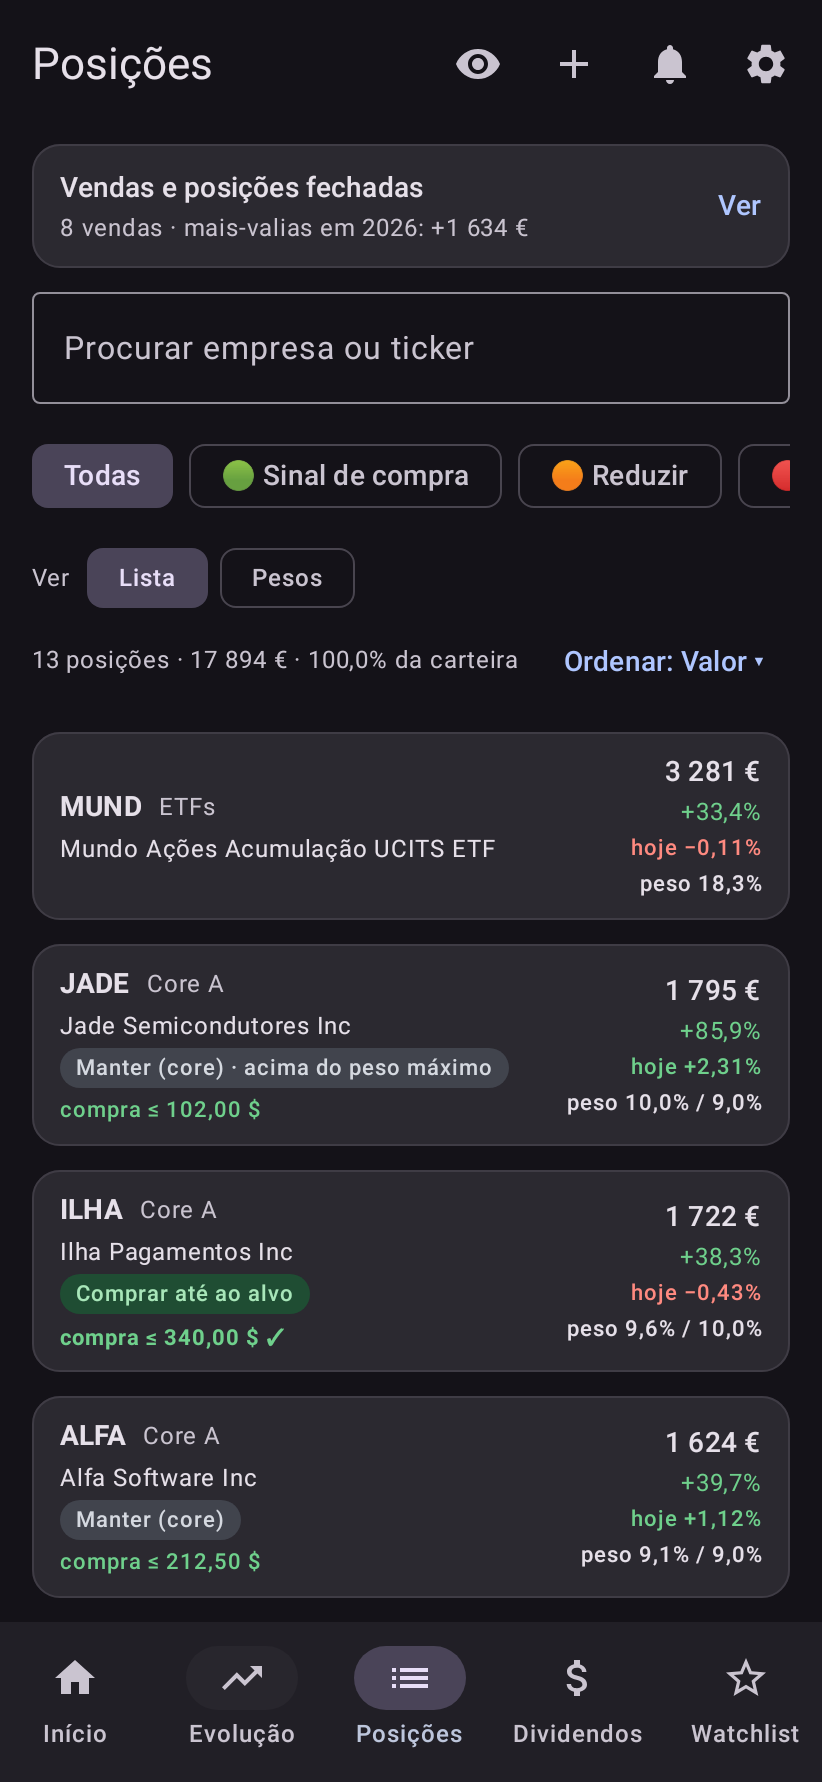 Posições
Vendas e posições fechadas
8 vendas · mais-valias em 2026: +1 634 €
Ver
Procurar empresa ou ticker
Todas
Sinal de compra
Reduzir
Ver
Lista
Pesos
13 posições · 17 894 € · 100,0% da carteira
Ordenar: Valor ▾
MUND ETFs
Mundo Ações Acumulação UCITS ETF
3 281 €
+33,4%
hoje −0,11%
peso 18,3%
JADE Core A
Jade Semicondutores Inc
Manter (core) · acima do peso máximo
compra ≤ 102,00 $
1 795 €
+85,9%
hoje +2,31%
peso 10,0% / 9,0%
ILHA Core A
Ilha Pagamentos Inc
Comprar até ao alvo
compra ≤ 340,00 $ ✓
1 722 €
+38,3%
hoje −0,43%
peso 9,6% / 10,0%
ALFA Core A
Alfa Software Inc
Manter (core)
compra ≤ 212,50 $
1 624 €
+39,7%
hoje +1,12%
peso 9,1% / 9,0%
Início
Evolução
Posições
Dividendos
Watchlist